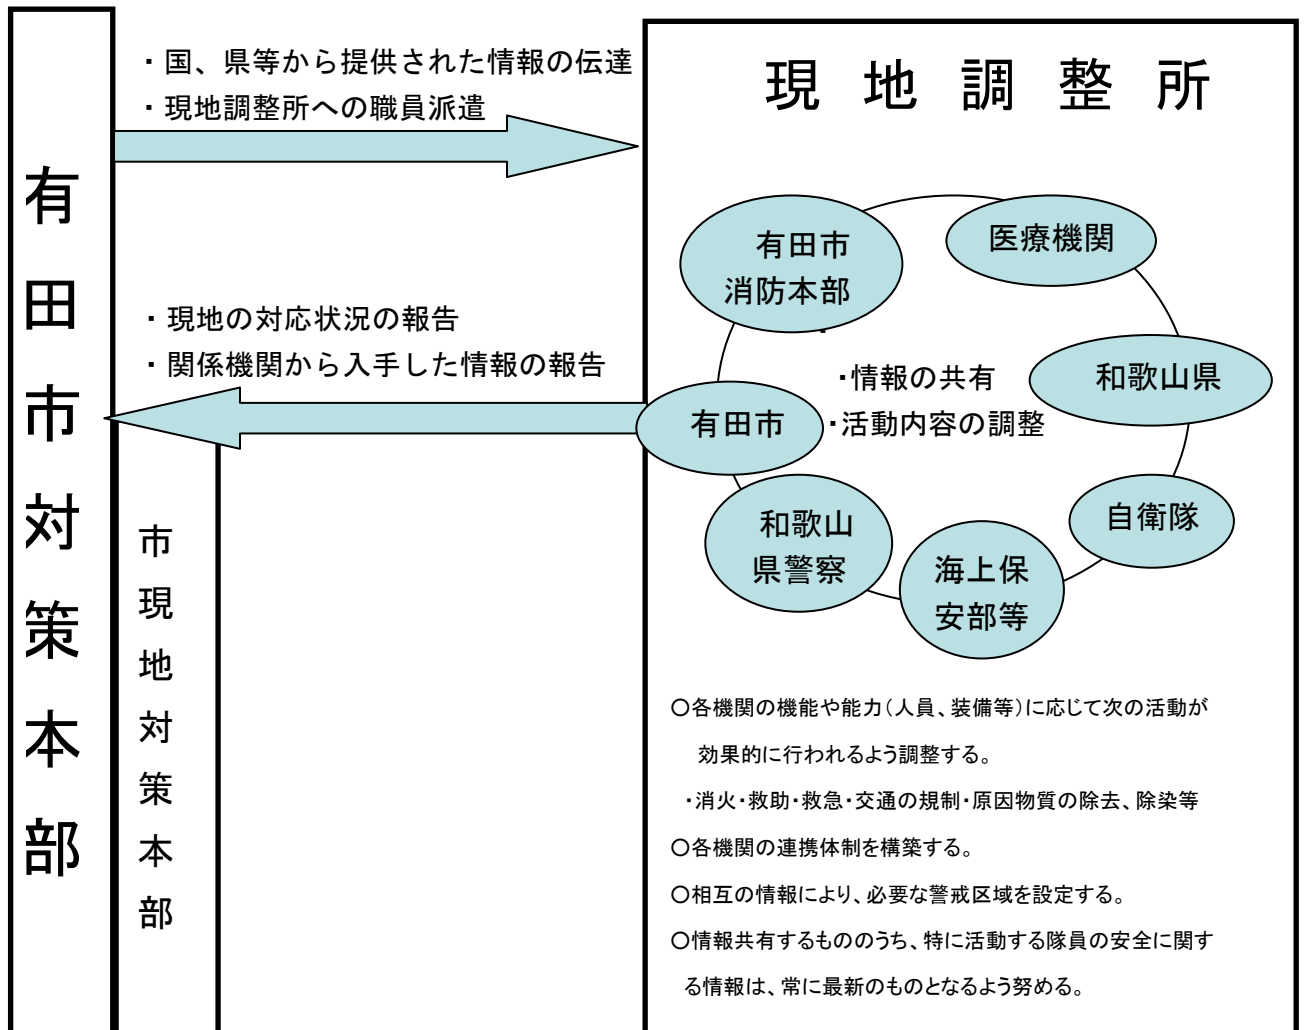 有田市対策本部
・国、県等から提供された情報の伝達
・現地調整所への職員派遣
・現地の対応状況の報告
・関係機関から入手した情報の報告
市現地対策本部
現地調整所
有田市
消防本部
医療機関
・情報の共有
・活動内容の調整
和歌山県
有田市
自衛隊
和歌山
県警察
海上保
安部等
〇各機関の機能や能力（人員、装備等）に応じて次の活動が
効果的に行われるよう調整する。
・消火・救助・救急・交通の規制・原因物質の除去、除染等
〇各機関の連携体制を構築する。
〇相互の情報により、必要な警戒区域を設定する。
〇情報共有するもののうち、特に活動する隊員の安全に関す
る情報は、常に最新のものとなるよう努める。